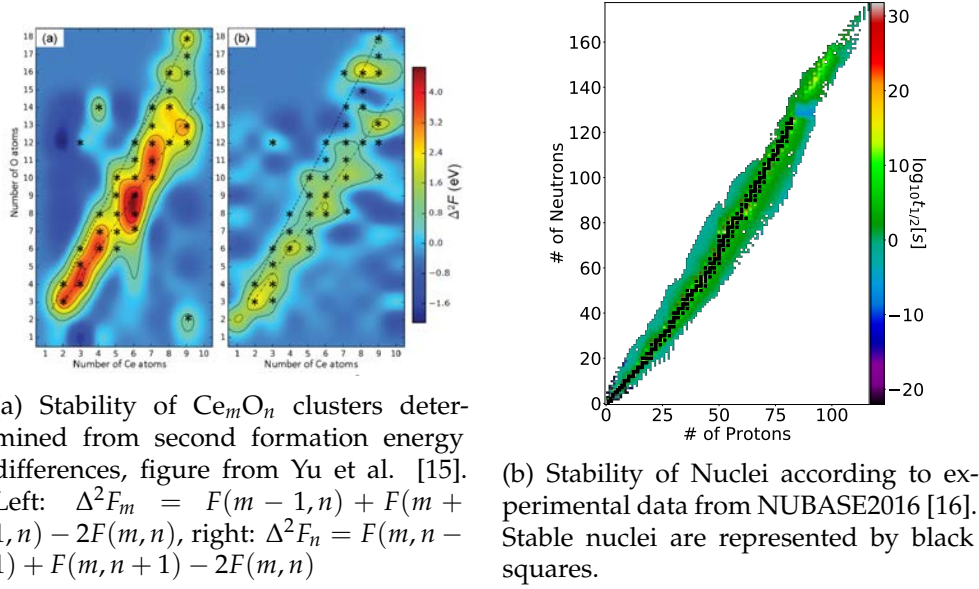 (a)
(b)
Number of O atoms
18
17
16
15
14
13
12
11
10
9
8
7
6
5
4
3
2
1
1 2 3 4 5 6 7 8 9 10
1 2 3 4 5 6 7 8 9 10
Number of Ce atoms
Number of Ce atoms
4.0
3.2
2.4
1.6
0.8
0.0
−0.8
−1.6
Δ²F (eV)
# of Neutrons
160
140
120
100
80
60
40
20
0
0 25 50 75 100
# of Protons
30
20
10
0
−10
−20
log₁₀t₁/₂[s]
a) Stability of CeₘOₙ clusters deter-
mined from second formation energy
differences, figure from Yu et al. [15].
Left: Δ²Fₘ = F(m − 1, n) + F(m +
1, n) − 2F(m, n), right: Δ²Fₙ = F(m, n −
1) + F(m, n + 1) − 2F(m, n)
(b) Stability of Nuclei according to ex-
perimental data from NUBASE2016 [16].
Stable nuclei are represented by black
squares.